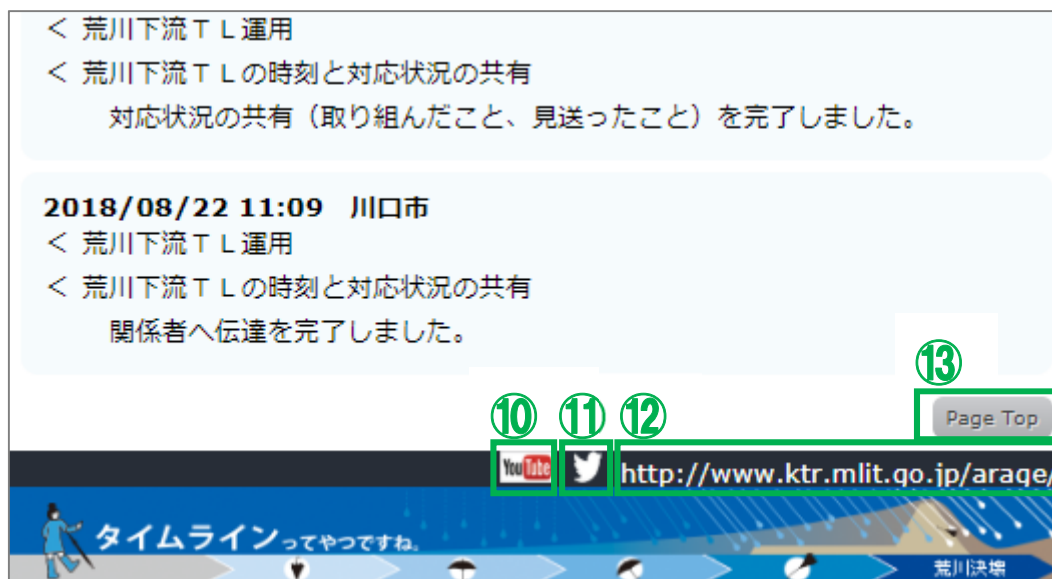 ＜ 荒川下流ＴＬ運用
＜ 荒川下流ＴＬの時刻と対応状況の共有
対応状況の共有（取り組んだこと、見送ったこと）を完了しました。
2018/08/22 11:09　川口市
＜ 荒川下流ＴＬ運用
＜ 荒川下流ＴＬの時刻と対応状況の共有
関係者へ伝達を完了しました。
⑬
Page Top
⑩ ⑪ ⑫
YouTube http://www.ktr.mlit.go.jp/arage/
タイムラインってやつですね。
荒川決壊